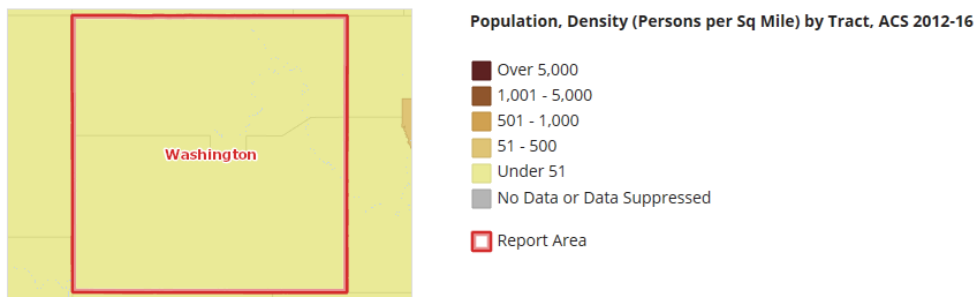 Population, Density (Persons per Sq Mile) by Tract, ACS 2012-16
Over 5,000
1,001 - 5,000
501 - 1,000
51 - 500
Under 51
No Data or Data Suppressed
Report Area
Washington